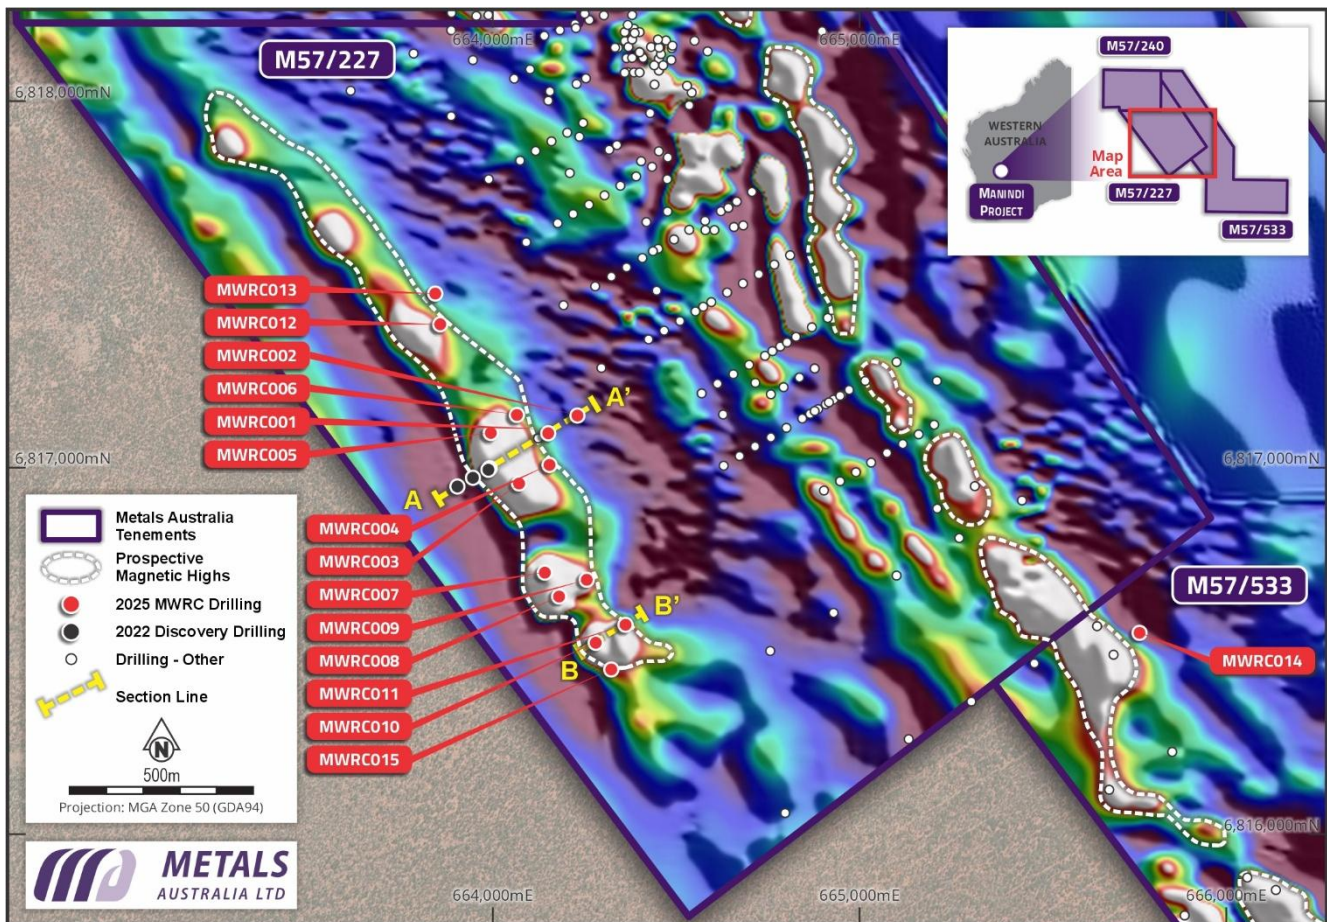 664,000mE
665,000mE
M57/227
6,818,000mN
M57/240
WESTERN
AUSTRALIA
Map
Area
M57/227
MANINDI
PROJECT
M57/533
MWRC013
MWRC012
MWRC002
MWRC006
MWRC001
MWRC005
A'
A
6,817,000mN
6,817,000mN
MWRC004
MWRC003
MWRC007
MWRC009
MWRC008
MWRC011
MWRC010
MWRC015
B'
B
M57/533
MWRC014
Metals Australia
Tenements
Prospective
Magnetic Highs
2025 MWRC Drilling
2022 Discovery Drilling
Drilling - Other
Section Line
N
500m
Projection: MGA Zone 50 (GDA94)
6,816,000mN
METALS
AUSTRALIA LTD
664,000mE
665,000mE
666,000mE